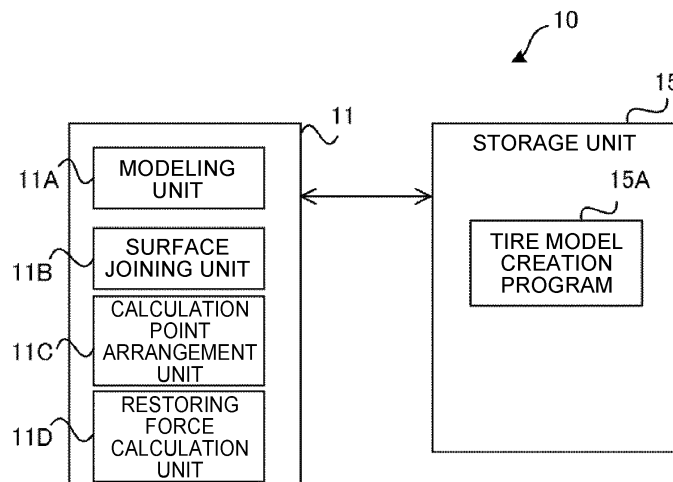 10
11
15
STORAGE UNIT
11A
MODELING
UNIT
15A
TIRE MODEL
CREATION
PROGRAM
11B
SURFACE
JOINING UNIT
11C
CALCULATION
POINT
ARRANGEMENT
UNIT
11D
RESTORING
FORCE
CALCULATION
UNIT